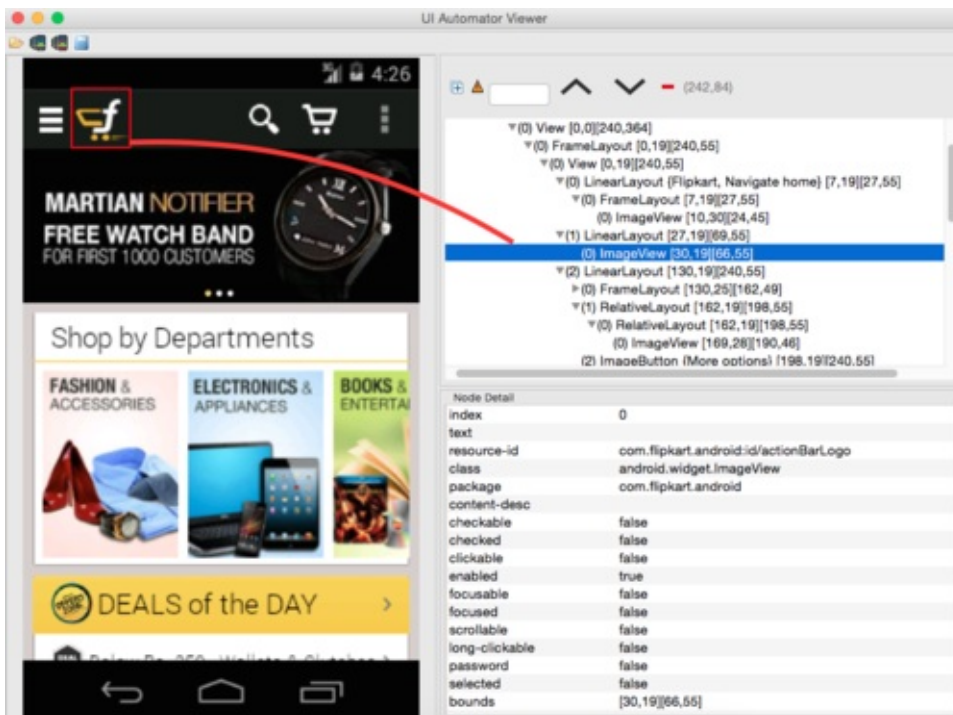 UI Automator Viewer
3G 4:26
f
MARTIAN NOTIFIER
FREE WATCH BAND
FOR FIRST 1000 CUSTOMERS
Shop by Departments
FASHION &
ACCESSORIES
ELECTRONICS &
APPLIANCES
BOOKS &
ENTERTAI
DEALS of the DAY
(242,84)
(0) View [0,0][240,364]
(0) FrameLayout [0,19][240,55]
(0) View [0,19][240,55]
(0) LinearLayout {Flipkart, Navigate home} [7,19][27,55]
(0) FrameLayout [7,19][27,55]
(0) ImageView [10,30][24,45]
(1) LinearLayout [27,19][69,55]
(0) ImageView [30,19][66,55]
(2) LinearLayout [130,19][240,55]
(0) FrameLayout [130,25][162,49]
(1) RelativeLayout [162,19][198,55]
(0) RelativeLayout [162,19][198,55]
(0) ImageView [169,28][190,46]
(2) ImageButton {More options} [198,19][240,55]
Node Detail
index 0
text
resource-id com.flipkart.android:id/actionBarLogo
class android.widget.ImageView
package com.flipkart.android
content-desc
checkable false
checked false
clickable false
enabled true
focusable false
focused false
scrollable false
long-clickable false
password false
selected false
bounds [30,19][66,55]